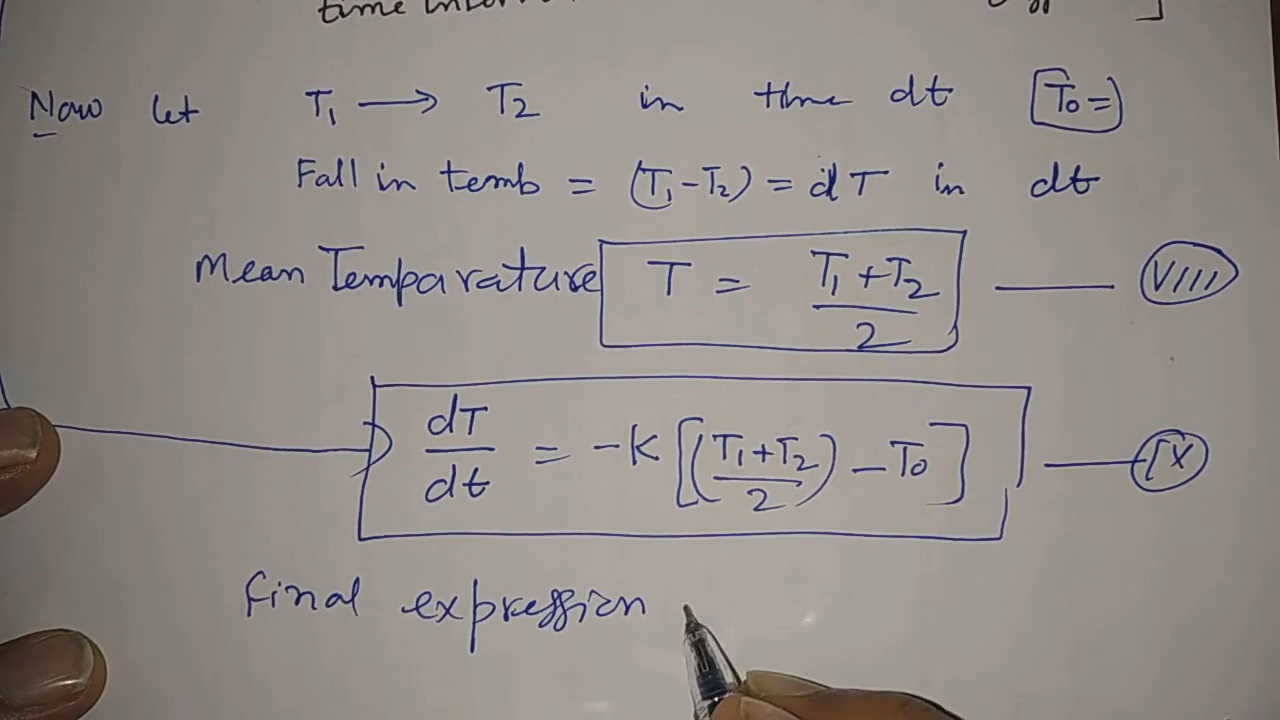 time
Now let T₁ ⟶ T₂ in time dt [T₀=]
Fall in temb = (T₁-T₂) = dT in dt
Mean Temparature T = (T₁+T₂)/2 — VIII
dT/dt = -K[((T₁+T₂)/2) - T₀] — IX
Final expression